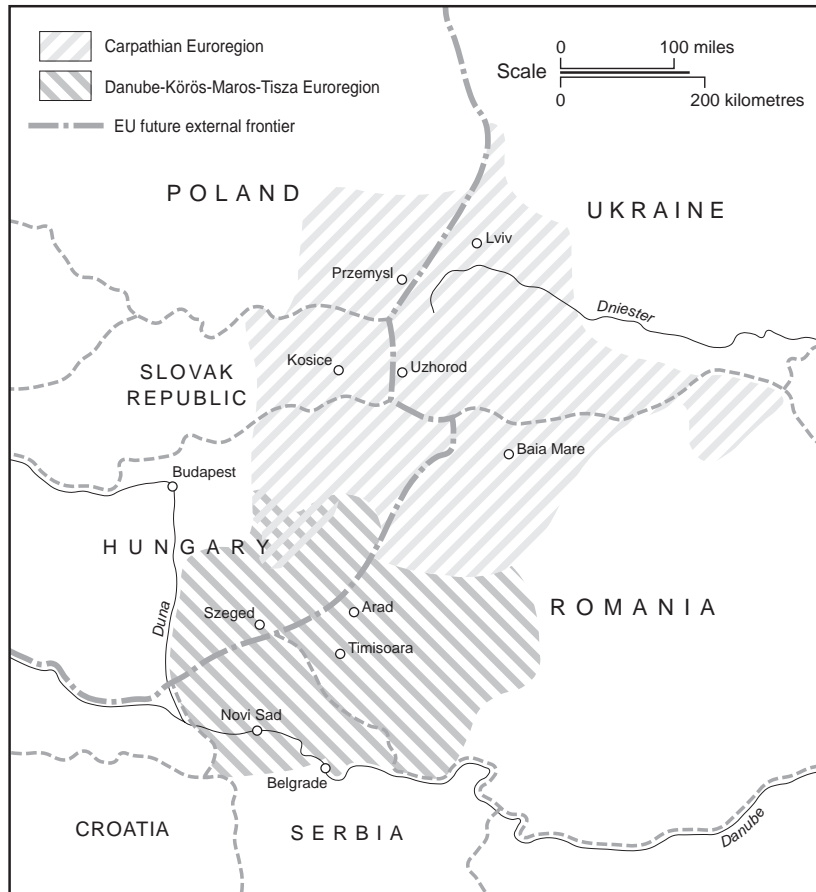 Carpathian Euroregion
Danube-Körös-Maros-Tisza Euroregion
EU future external frontier
0 100 miles
Scale
0 200 kilometres
POLAND
UKRAINE
Lviv
Przemysl
Dniester
Kosice
Uzhorod
SLOVAK
REPUBLIC
Baia Mare
Budapest
HUNGARY
Duna
Szeged
Arad
ROMANIA
Timisoara
Novi Sad
Belgrade
CROATIA
SERBIA
Danube